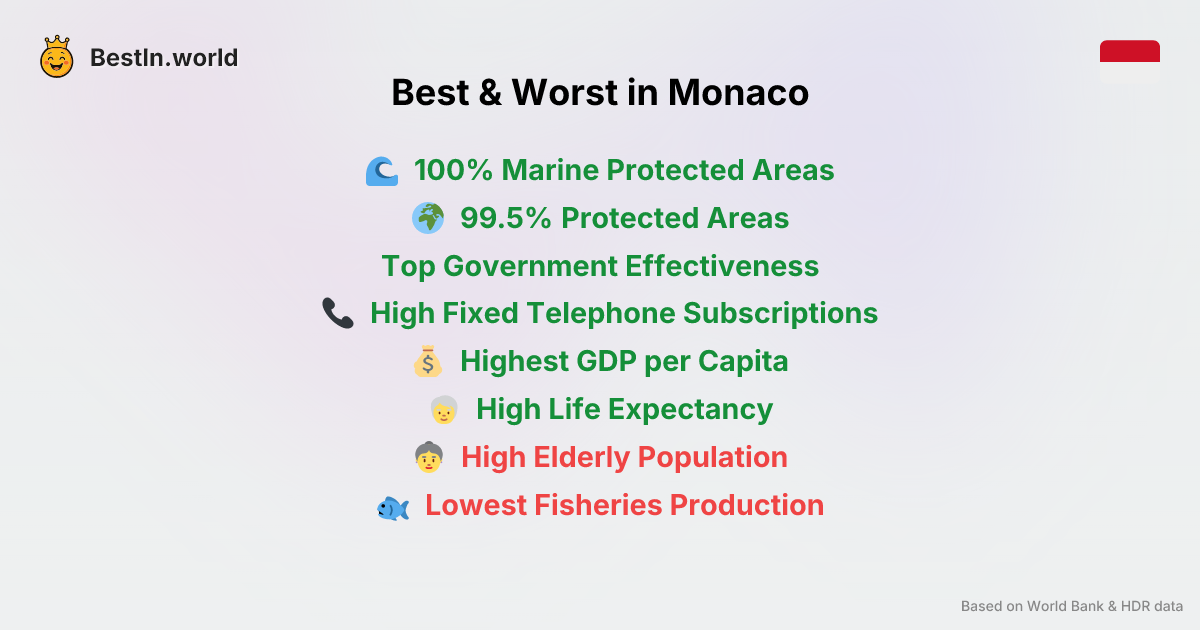 BestIn.world
Best & Worst in Monaco
100% Marine Protected Areas
99.5% Protected Areas
Top Government Effectiveness
High Fixed Telephone Subscriptions
Highest GDP per Capita
High Life Expectancy
High Elderly Population
Lowest Fisheries Production
Based on World Bank & HDR data